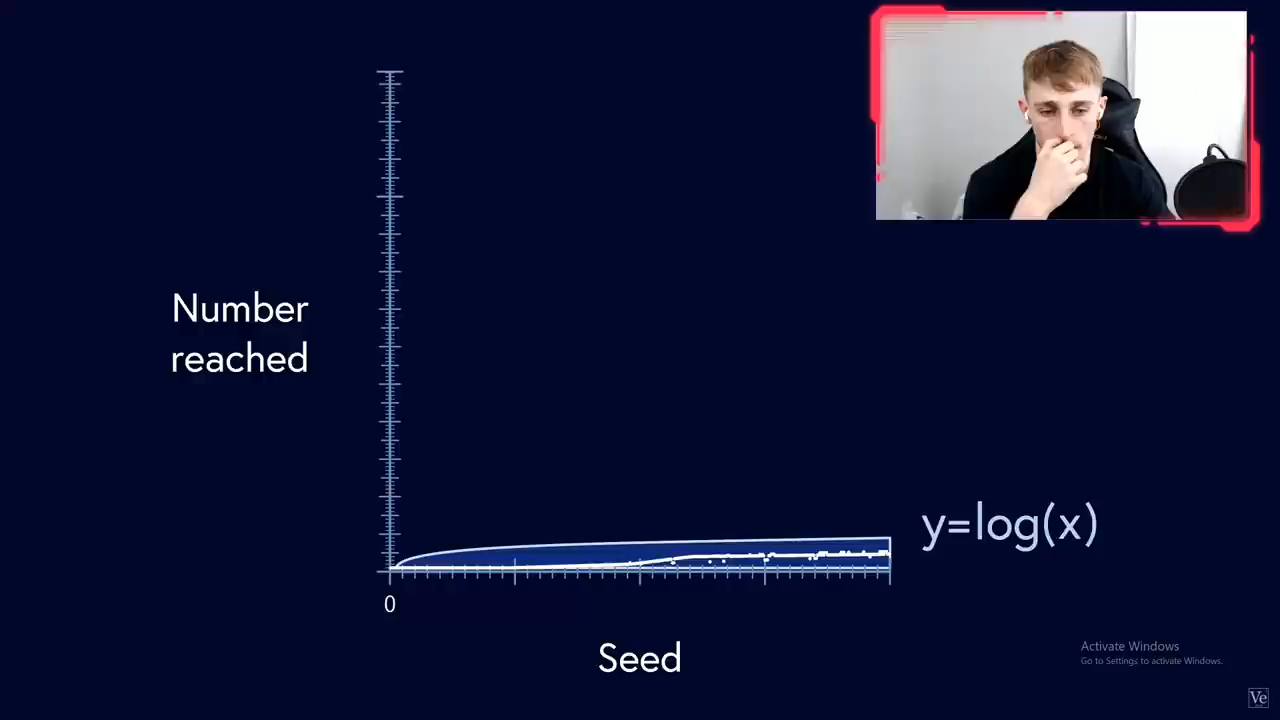 Number
reached
y=log(x)
0
Seed
Activate Windows
Go to Settings to activate Windows.
Ve